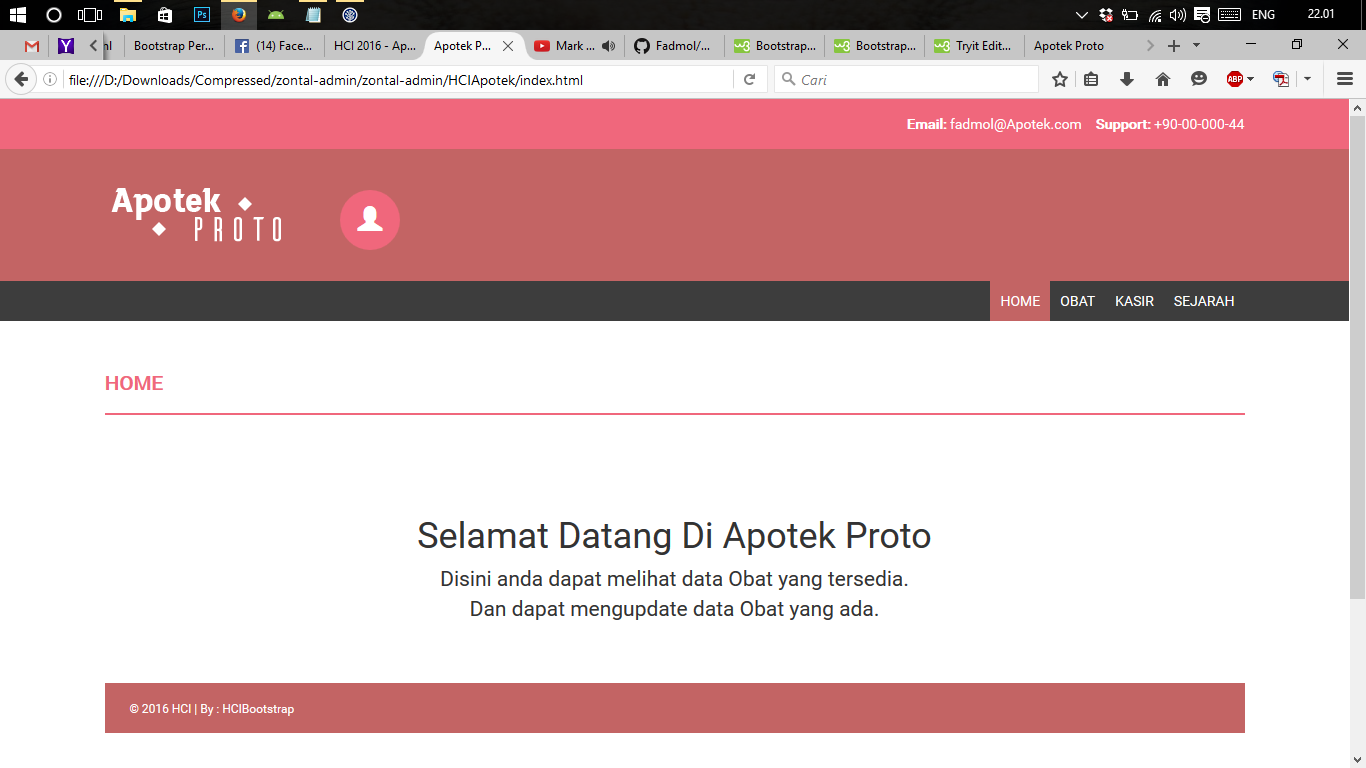 ENG 22.01
Bootstrap Per... (14) Face... HCI 2016 - Ap... Apotek P... Mark ... Fadmol/... Bootstrap... Bootstrap... Tryit Edit... Apotek Proto
file:///D:/Downloads/Compressed/zontal-admin/zontal-admin/HCIApotek/index.html Cari ABP
Email: fadmol@Apotek.com Support: +90-00-000-44
Apotek
PROTO
HOME OBAT KASIR SEJARAH
HOME
Selamat Datang Di Apotek Proto
Disini anda dapat melihat data Obat yang tersedia.
Dan dapat mengupdate data Obat yang ada.
© 2016 HCI | By : HCIBootstrap